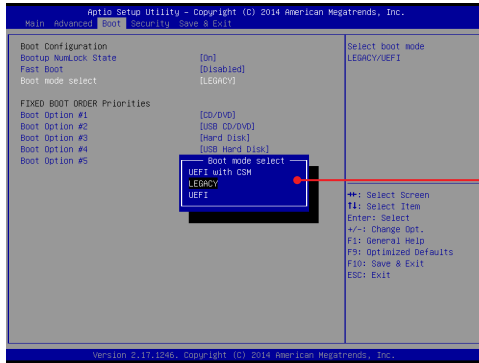 Aptio Setup Utility – Copyright (C) 2014 American Megatrends, Inc.
Main Advanced Boot Security Save & Exit
Boot Configuration
Bootup NumLock State [On]
Fast Boot [Disabled]
Boot mode select [LEGACY]
FIXED BOOT ORDER Priorities
Boot Option #1 [CD/DVD]
Boot Option #2 [USB CD/DVD]
Boot Option #3 [Hard Disk]
Boot Option #4 [USB Hard Disk]
Boot Option #5
Boot mode select
UEFI with CSM
LEGACY
UEFI
Select boot mode
LEGACY/UEFI
→←: Select Screen
↑↓: Select Item
Enter: Select
+/-: Change Opt.
F1: General Help
F9: Optimized Defaults
F10: Save & Exit
ESC: Exit
Version 2.17.1246. Copyright (C) 2014 American Megatrends, Inc.